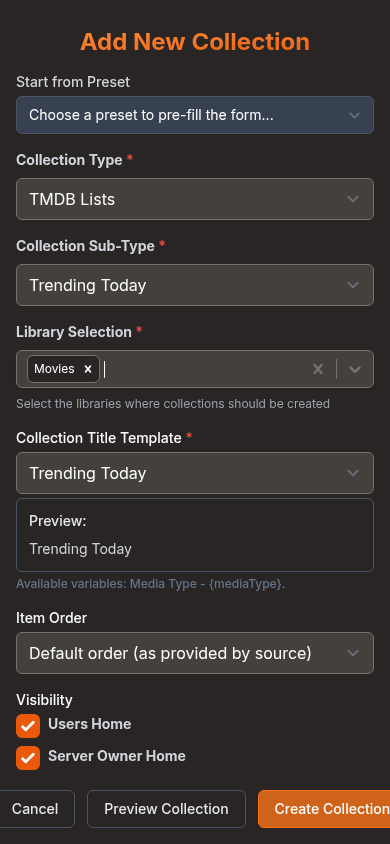 Add New Collection
Start from Preset
Choose a preset to pre-fill the form...
Collection Type *
TMDB Lists
Collection Sub-Type *
Trending Today
Library Selection *
Movies
Select the libraries where collections should be created
Collection Title Template *
Trending Today
Preview:
Trending Today
Available variables: Media Type - {mediaType}.
Item Order
Default order (as provided by source)
Visibility
Users Home
Server Owner Home
Cancel Preview Collection Create Collection